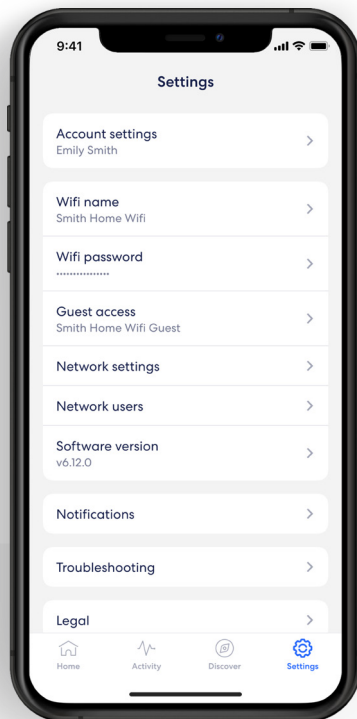 9:41
Settings
Account settings
Emily Smith
Wifi name
Smith Home Wifi
Wifi password
Guest access
Smith Home Wifi Guest
Network settings
Network users
Software version
v6.12.0
Notifications
Troubleshooting
Legal
Home
Activity
Discover
Settings